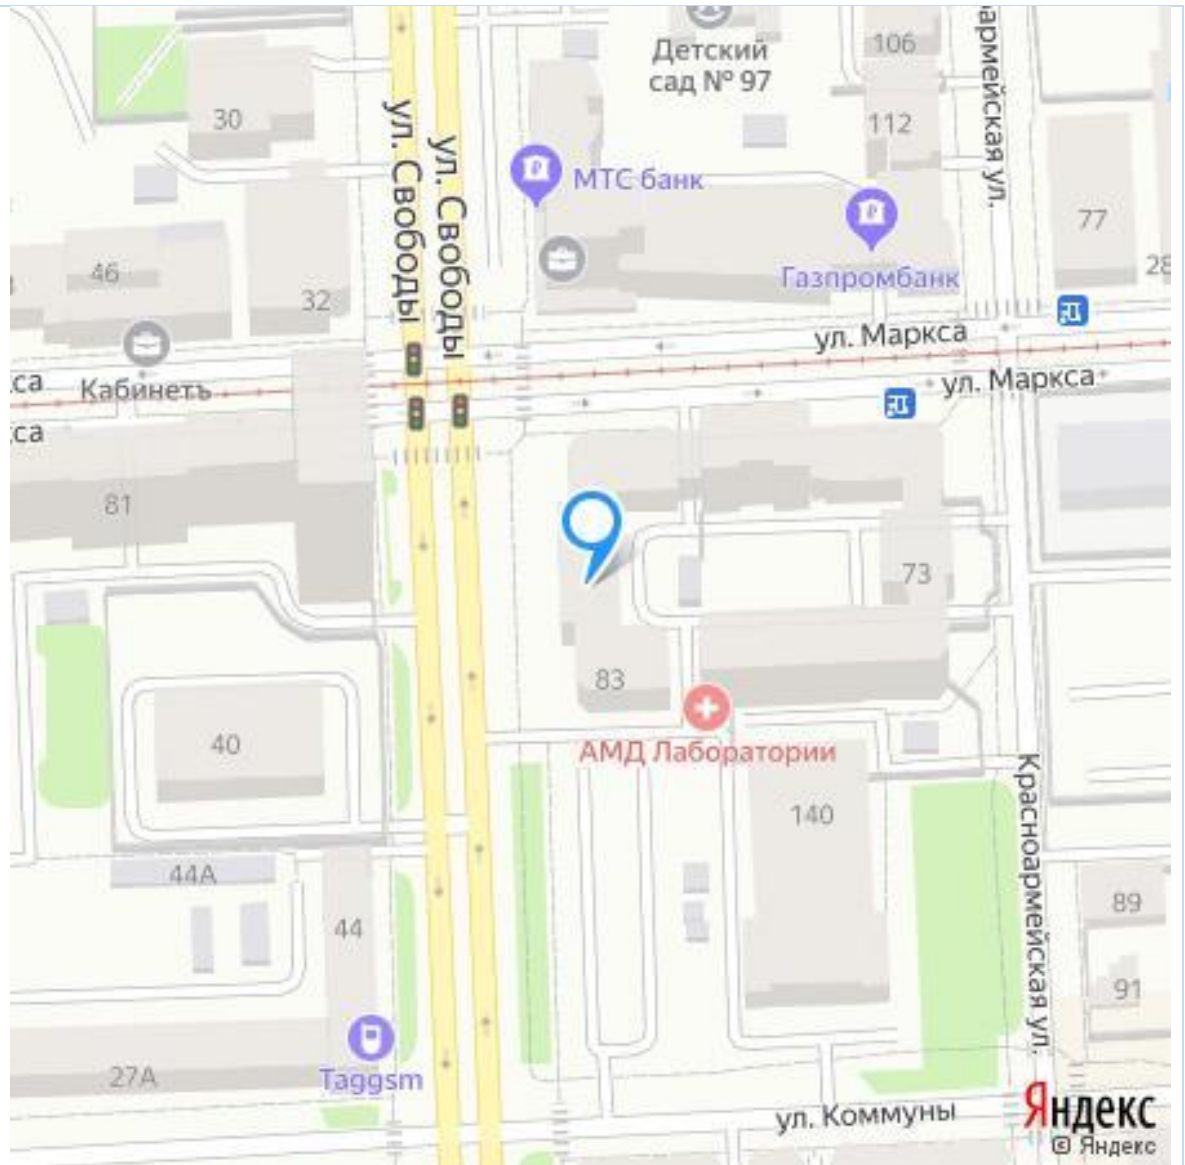 Детский
сад № 97
106
армейская ул.
30
112
ул. Свободы
ул. Свободы
МТС банк
77
46
32
Газпромбанк
28
ул. Маркса
ул. Маркса
Кабинетъ
са
са
81
73
83
40
АМД Лаборатории
140
Красноармейская ул.
44А
44
89
91
27А
Taggsm
ул. Коммуны
Яндекс
© Яндекс